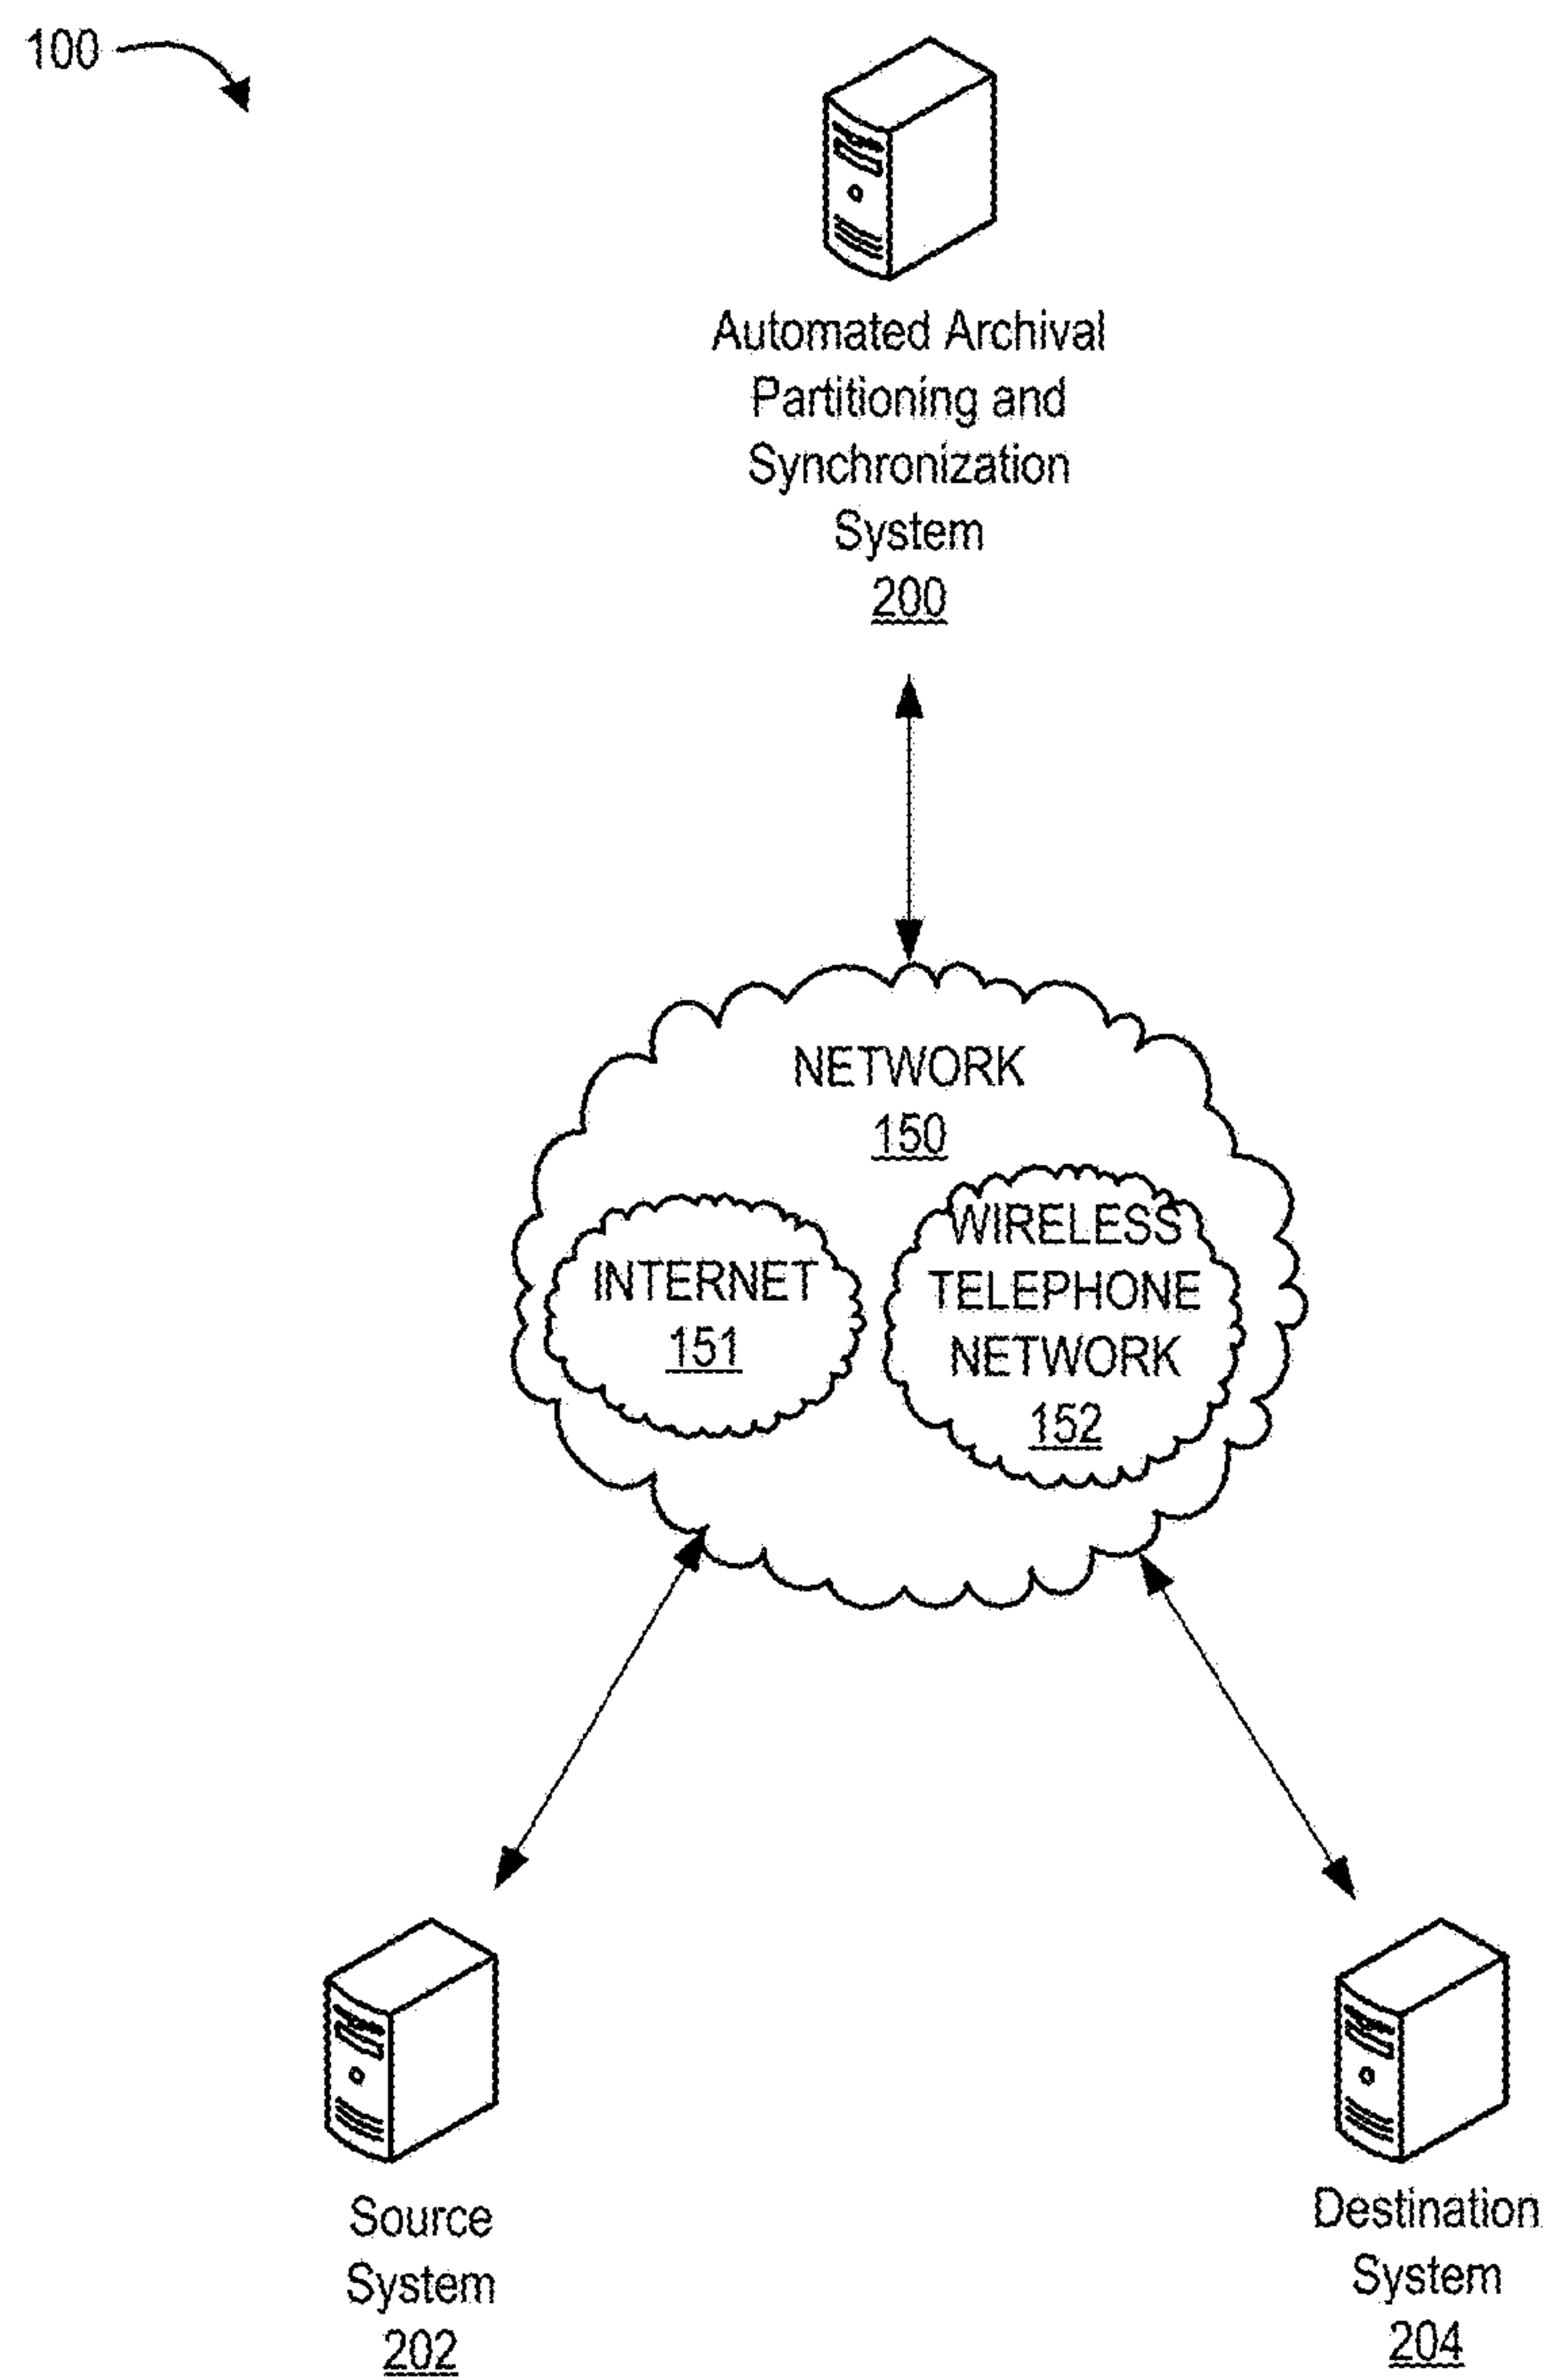 100
Automated Archival
Partitioning and
Synchronization
System
200
NETWORK
150
INTERNET
151
WIRELESS
TELEPHONE
NETWORK
152
Source
System
202
Destination
System
204